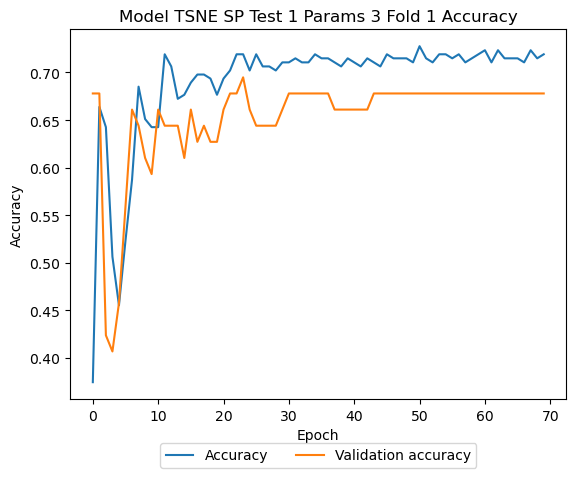 Model TSNE SP Test 1 Params 3 Fold 1 Accuracy
0.70
0.65
0.60
0.55
0.50
0.45
0.40
Accuracy
0 10 20 30 40 50 60 70
Epoch
Accuracy Validation accuracy